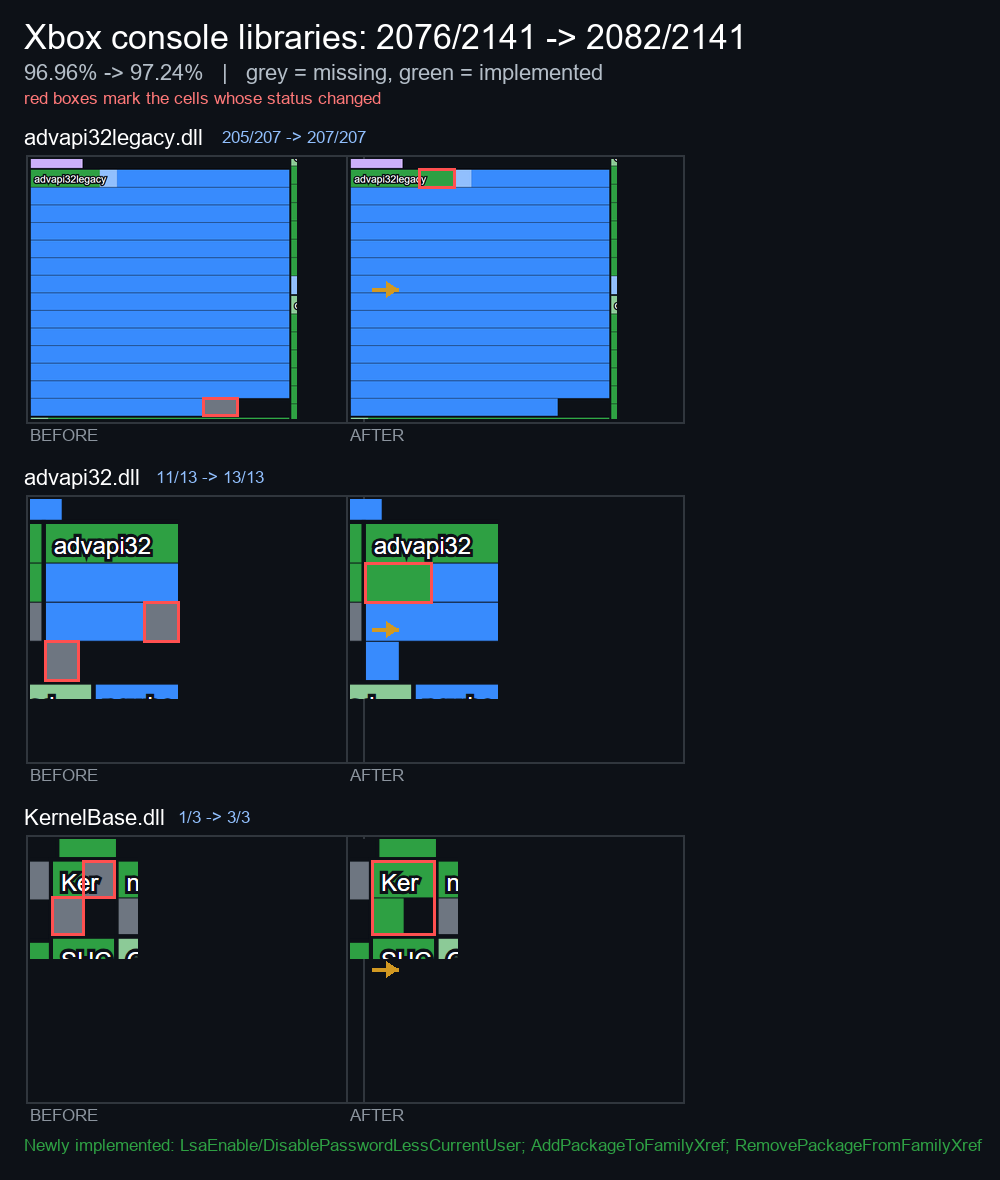 Xbox console libraries: 2076/2141 -> 2082/2141
96.96% -> 97.24%   |   grey = missing, green = implemented
red boxes mark the cells whose status changed
advapi32legacy.dll   205/207 -> 207/207
advapi32legacy   advapi32legacy
BEFORE   AFTER
advapi32.dll   11/13 -> 13/13
advapi32   advapi32
BEFORE   AFTER
KernelBase.dll   1/3 -> 3/3
Ker   n   Ker   n
BEFORE   AFTER
Newly implemented: LsaEnable/DisablePasswordLessCurrentUser; AddPackageToFamilyXref; RemovePackageFromFamilyXref